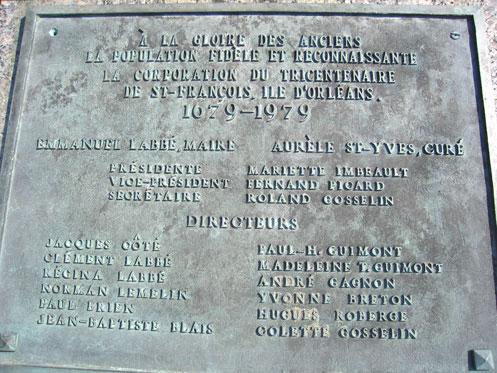 À LA GLOIRE DES ANCIENS
LA POPULATION FIDÈLE ET RECONNAISSANTE
LA CORPORATION DU TRICENTENAIRE
DE ST-FRANÇOIS, ILE D'ORLÉANS.
1679-1979
EMMANUEL LABBÉ, MAIRE AURÈLE ST-YVES, CURÉ
PRÉSIDENTE MARIETTE IMBEAULT
VICE-PRÉSIDENT FERNAND PICARD
SECRÉTAIRE ROLAND GOSSELIN
DIRECTEURS
JACQUES CÔTÉ PAUL-H. GUIMONT
CLÉMENT LABBÉ MADELEINE T. GUIMONT
RÉGINA LABBÉ ANDRÉ GAGNON
NORMAN LEMELIN YVONNE BRETON
PAUL BRIEN HUGUES ROBERGE
JEAN-BAPTISTE BLAIS COLETTE GOSSELIN